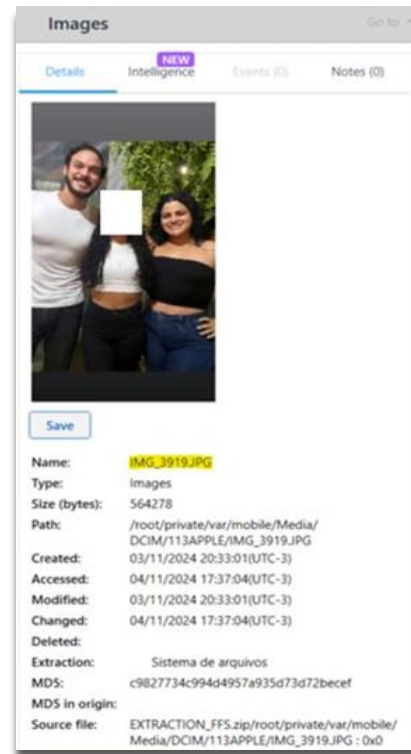 Images
Go to
Details
NEW
Intelligence
Events (0)
Notes (0)
Save
Name: IMG_3919.JPG
Type: Images
Size (bytes): 564278
Path: /root/private/var/mobile/Media/
DCIM/113APPLE/IMG_3919.JPG
Created: 03/11/2024 20:33:01(UTC-3)
Accessed: 04/11/2024 17:37:04(UTC-3)
Modified: 03/11/2024 20:33:01(UTC-3)
Changed: 04/11/2024 17:37:04(UTC-3)
Deleted:
Extraction: Sistema de arquivos
MD5: c9827734c994d4957a935d73d72becef
MD5 in origin:
Source file: EXTRACTION_FFS.zip/root/private/var/mobile/
Media/DCIM/113APPLE/IMG_3919.JPG : 0x0